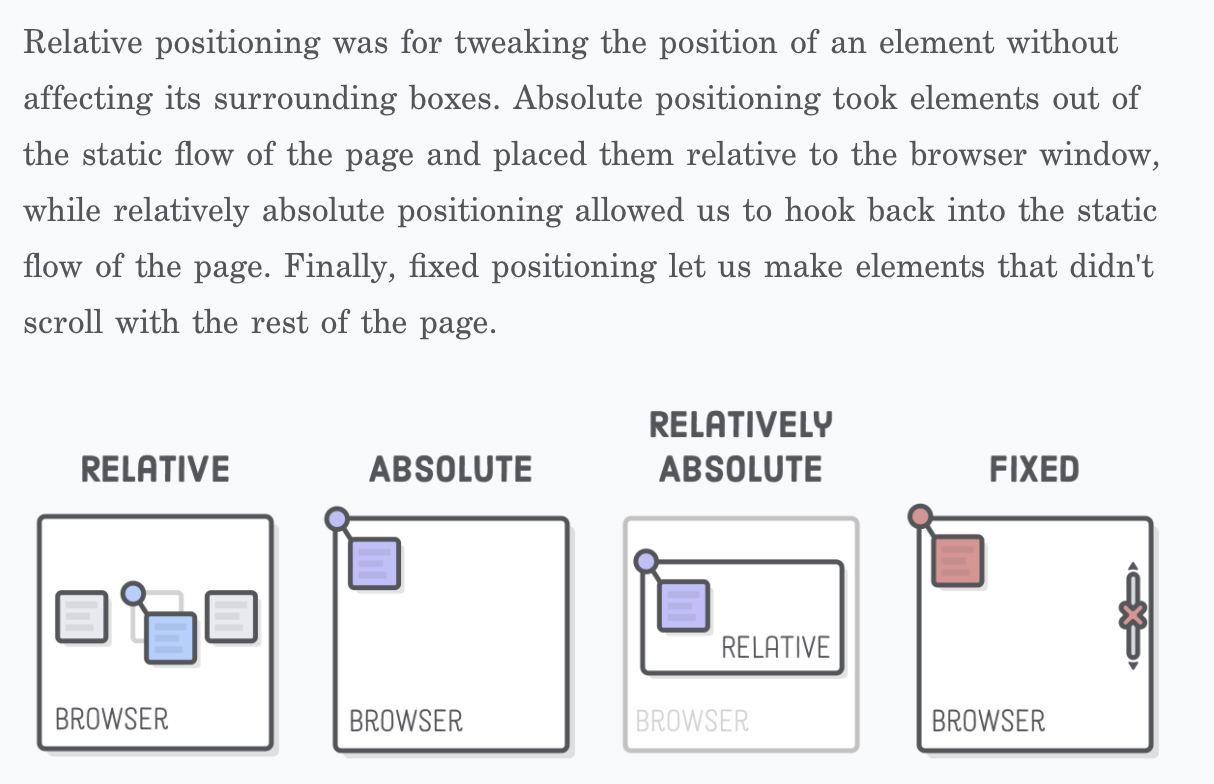 Relative positioning was for tweaking the position of an element without
affecting its surrounding boxes. Absolute positioning took elements out of
the static flow of the page and placed them relative to the browser window,
while relatively absolute positioning allowed us to hook back into the static
flow of the page. Finally, fixed positioning let us make elements that didn't
scroll with the rest of the page.
RELATIVE
ABSOLUTE
RELATIVELY
ABSOLUTE
FIXED
BROWSER
BROWSER
RELATIVE
BROWSER
BROWSER